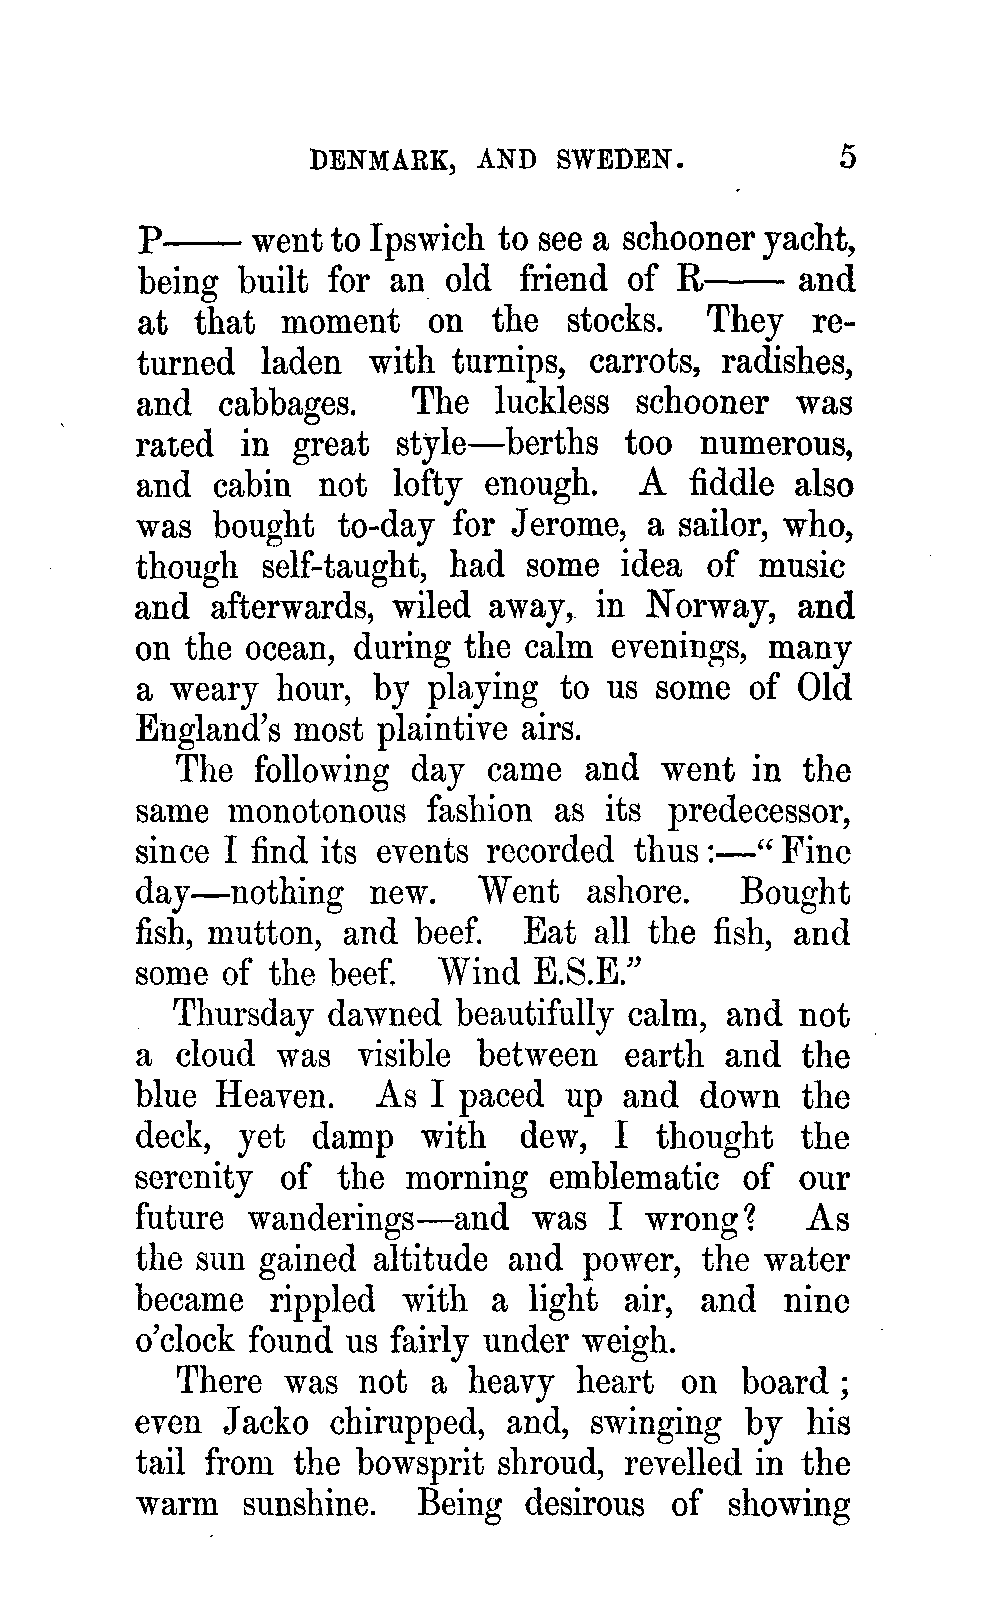 DENMARK, AND SWEDEN. 5
P—— went to Ipswich to see a schooner yacht,
being built for an old friend of R—— and
at that moment on the stocks. They re-
turned laden with turnips, carrots, radishes,
and cabbages. The luckless schooner was
rated in great style—berths too numerous,
and cabin not lofty enough. A fiddle also
was bought to-day for Jerome, a sailor, who,
though self-taught, had some idea of music
and afterwards, wiled away, in Norway, and
on the ocean, during the calm evenings, many
a weary hour, by playing to us some of Old
England's most plaintive airs.
The following day came and went in the
same monotonous fashion as its predecessor,
since I find its events recorded thus:—“Fine
day—nothing new. Went ashore. Bought
fish, mutton, and beef. Eat all the fish, and
some of the beef. Wind E.S.E.”
Thursday dawned beautifully calm, and not
a cloud was visible between earth and the
blue Heaven. As I paced up and down the
deck, yet damp with dew, I thought the
serenity of the morning emblematic of our
future wanderings—and was I wrong? As
the sun gained altitude and power, the water
became rippled with a light air, and nine
o'clock found us fairly under weigh.
There was not a heavy heart on board;
even Jacko chirupped, and, swinging by his
tail from the bowsprit shroud, revelled in the
warm sunshine. Being desirous of showing